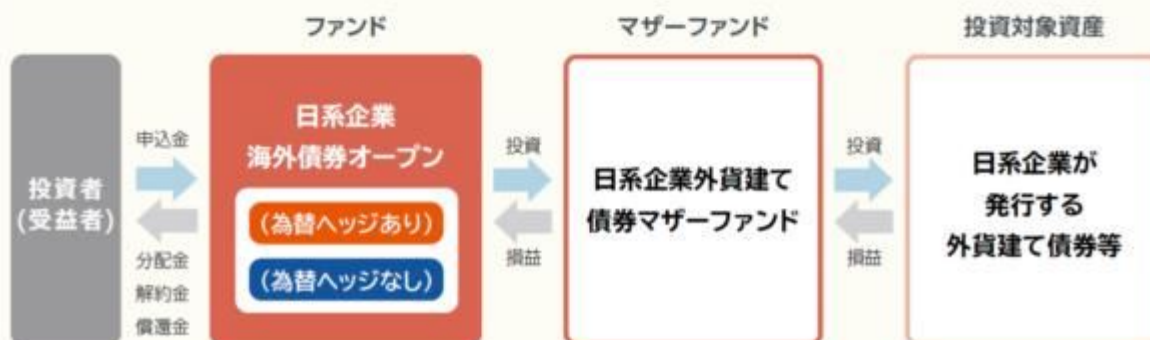 ファンド
マザーファンド
投資対象資産
投資者
(受益者)
申込金
分配金
解約金
償還金
日系企業
海外債券オープン
(為替ヘッジあり)
(為替ヘッジなし)
投資
損益
日系企業外貨建て
債券マザーファンド
投資
損益
日系企業が
発行する
外貨建て債券等